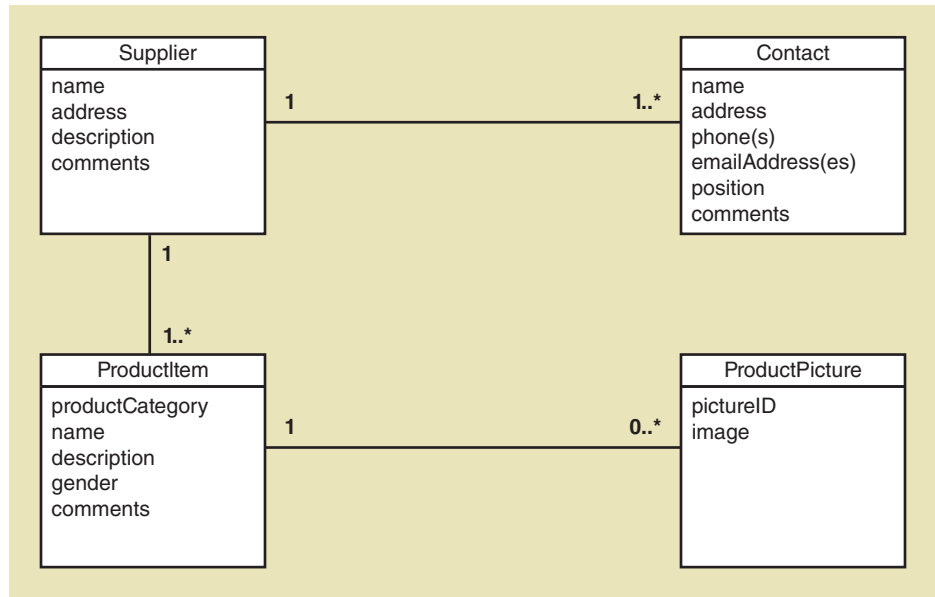 Supplier
name
address
description
comments
1
1..*
Contact
name
address
phone(s)
emailAddress(es)
position
comments
1
1..*
ProductItem
productCategory
name
description
gender
comments
1
0..*
ProductPicture
pictureID
image